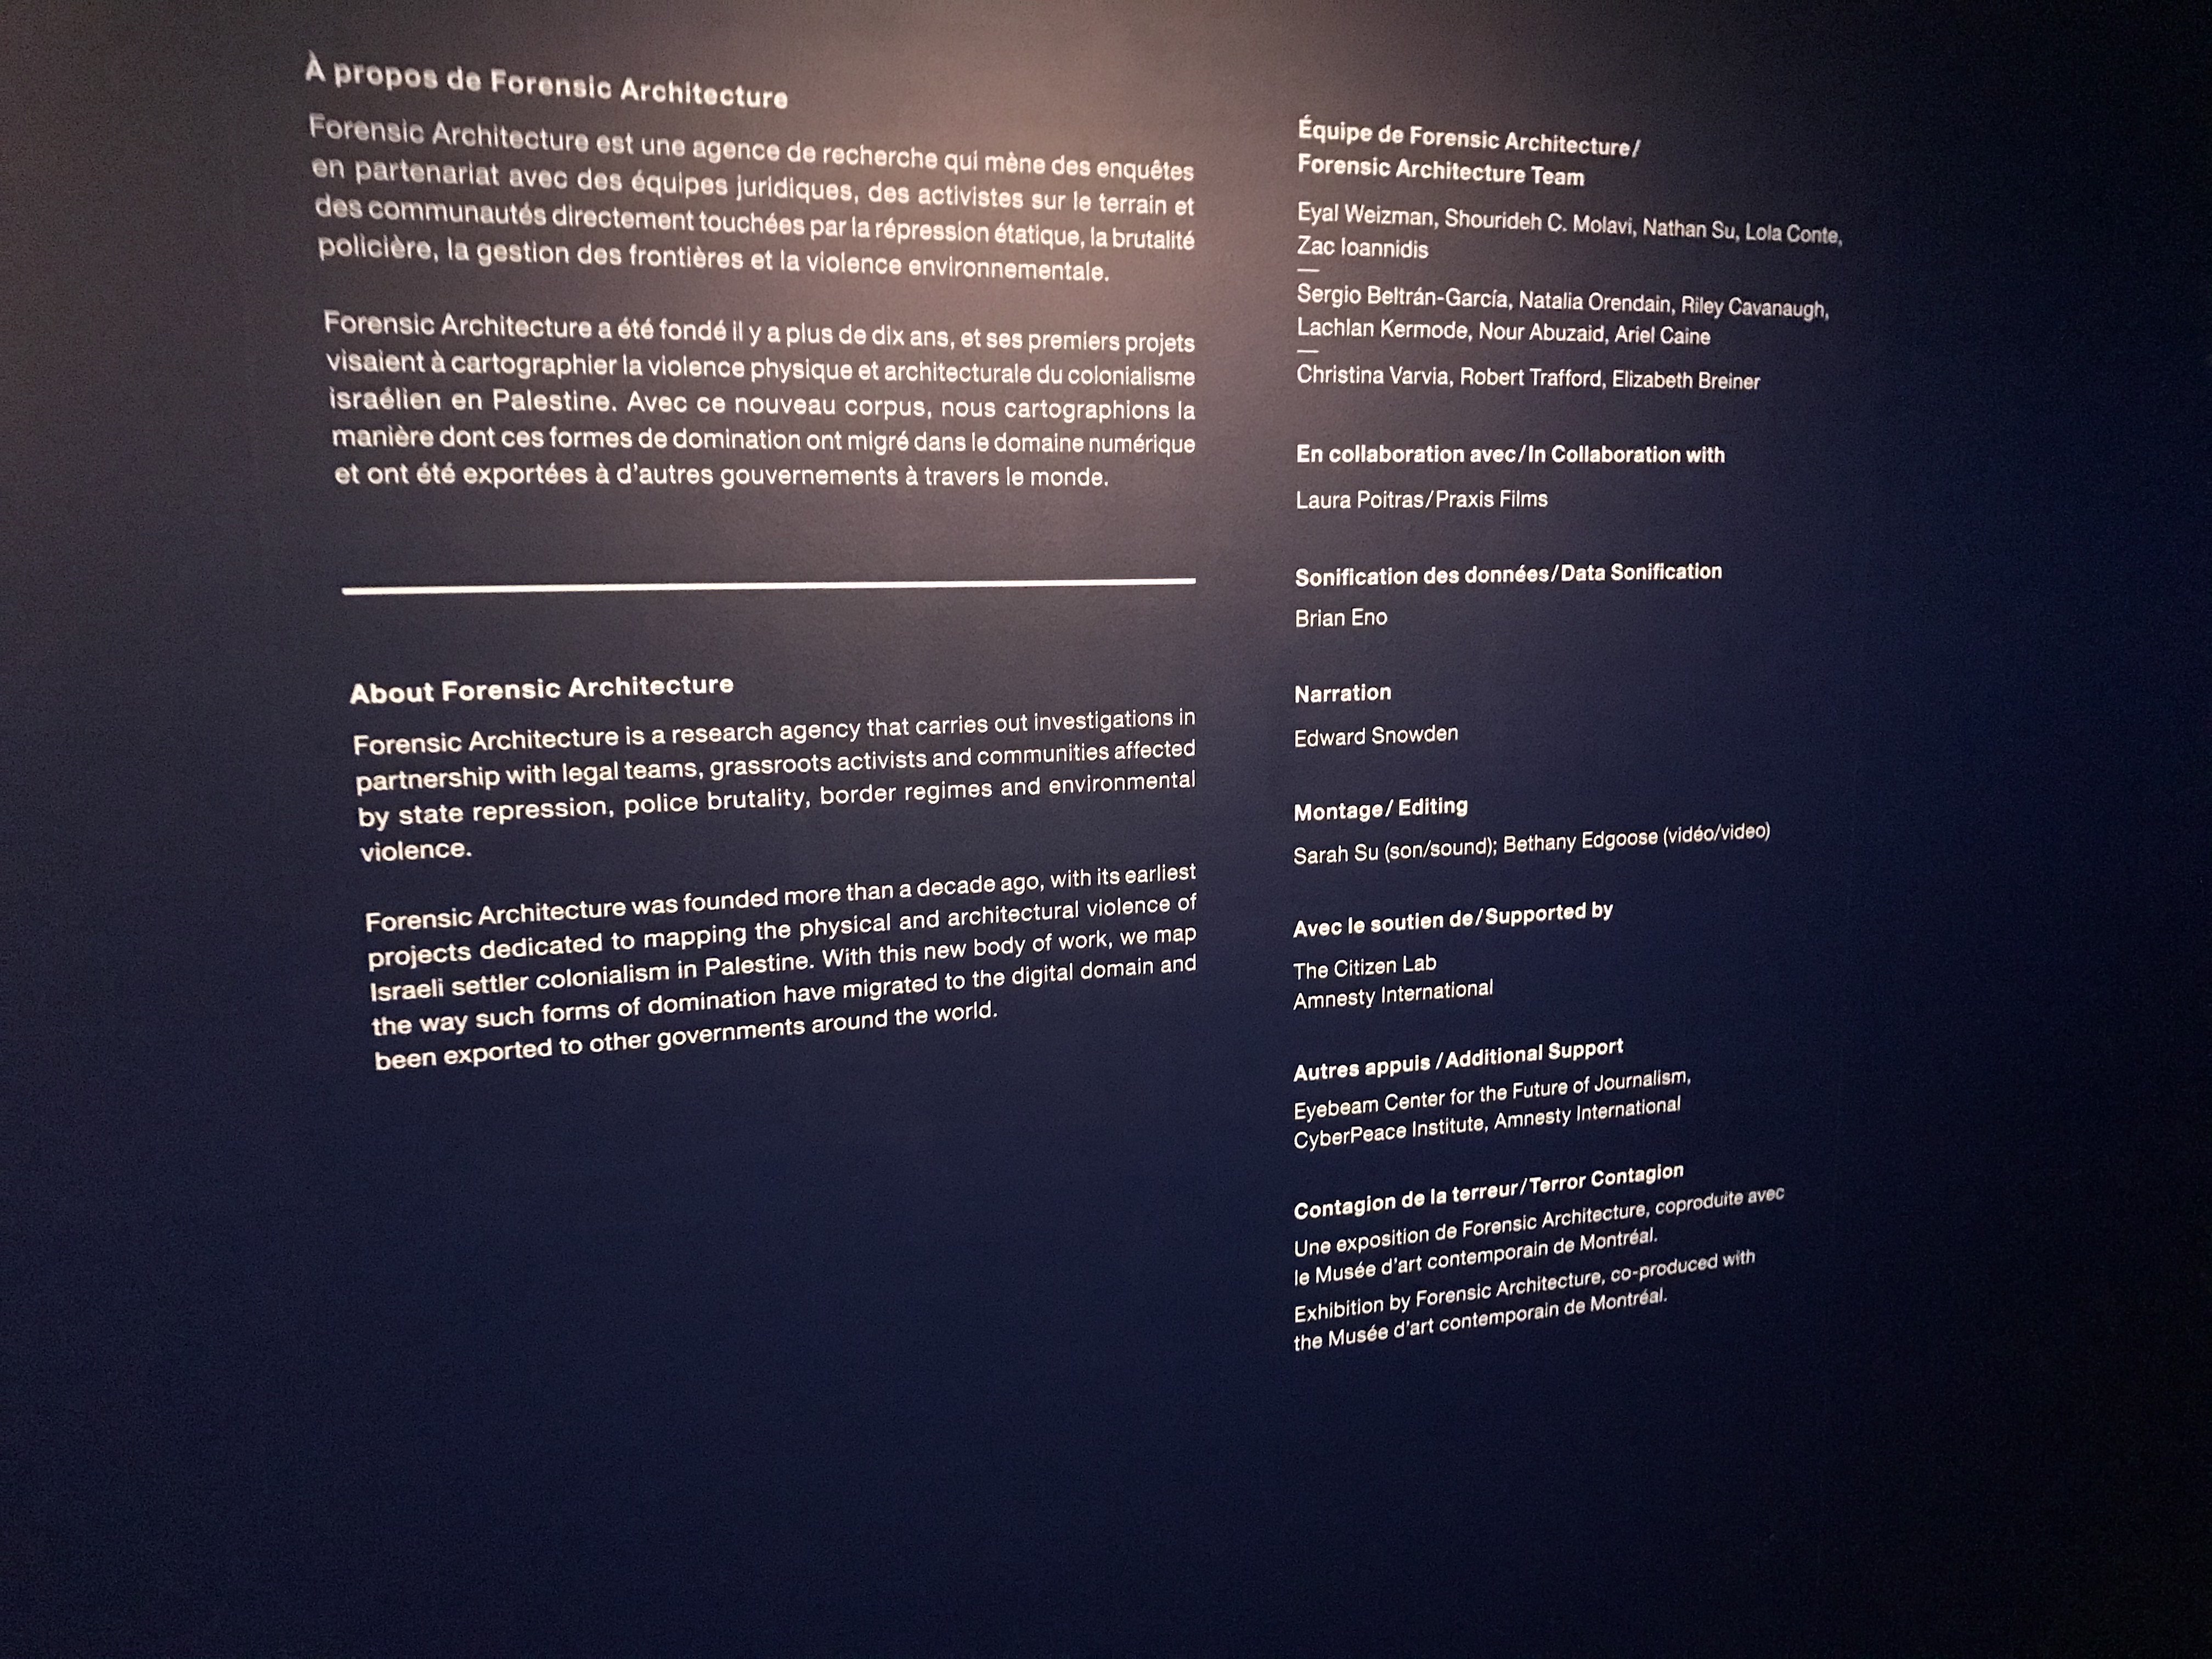 À propos de Forensic Architecture
Forensic Architecture est une agence de recherche qui mène des enquêtes
en partenariat avec des équipes juridiques, des activistes sur le terrain et
des communautés directement touchées par la répression étatique, la brutalité
policière, la gestion des frontières et la violence environnementale.
Forensic Architecture a été fondé il y a plus de dix ans, et ses premiers projets
visaient à cartographier la violence physique et architecturale du colonialisme
israélien en Palestine. Avec ce nouveau corpus, nous cartographions la
manière dont ces formes de domination ont migré dans le domaine numérique
et ont été exportées à d'autres gouvernements à travers le monde.
About Forensic Architecture
Forensic Architecture is a research agency that carries out investigations in
partnership with legal teams, grassroots activists and communities affected
by state repression, police brutality, border regimes and environmental
violence.
Forensic Architecture was founded more than a decade ago, with its earliest
projects dedicated to mapping the physical and architectural violence of
Israeli settler colonialism in Palestine. With this new body of work, we map
the way such forms of domination have migrated to the digital domain and
been exported to other governments around the world.
Équipe de Forensic Architecture/
Forensic Architecture Team
Eyal Weizman, Shourideh C. Molavi, Nathan Su, Lola Conte,
Zac Ioannidis
—
Sergio Beltrán-García, Natalia Orendain, Riley Cavanaugh,
Lachlan Kermode, Nour Abuzaid, Ariel Caine
—
Christina Varvia, Robert Trafford, Elizabeth Breiner
En collaboration avec/In Collaboration with
Laura Poitras/Praxis Films
Sonification des données/Data Sonification
Brian Eno
Narration
Edward Snowden
Montage/Editing
Sarah Su (son/sound); Bethany Edgoose (vidéo/video)
Avec le soutien de/Supported by
The Citizen Lab
Amnesty International
Autres appuis/Additional Support
Eyebeam Center for the Future of Journalism,
CyberPeace Institute, Amnesty International
Contagion de la terreur/Terror Contagion
Une exposition de Forensic Architecture, coproduite avec
le Musée d'art contemporain de Montréal.
Exhibition by Forensic Architecture, co-produced with
the Musée d'art contemporain de Montréal.